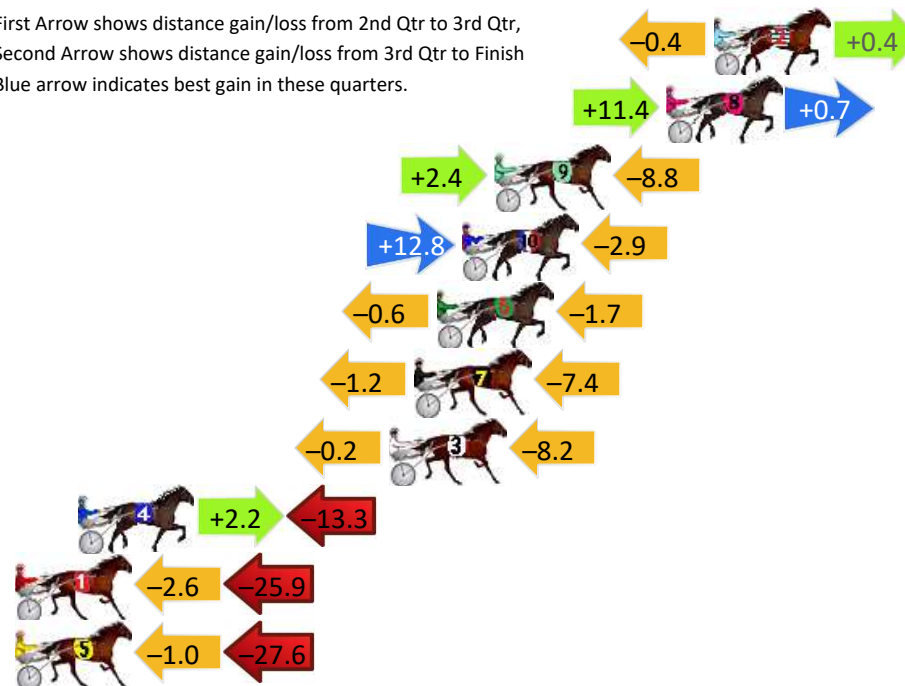 First Arrow shows distance gain/loss from 2nd Qtr to 3rd Qtr,
Second Arrow shows distance gain/loss from 3rd Qtr to Finish
Blue arrow indicates best gain in these quarters.
–0.4 2 +0.4
+11.4 8 +0.7
+2.4 9 –8.8
+12.8 10 –2.9
–0.6 6 –1.7
–1.2 7 –7.4
–0.2 3 –8.2
4 +2.2 –13.3
1 –2.6 –25.9
5 –1.0 –27.6